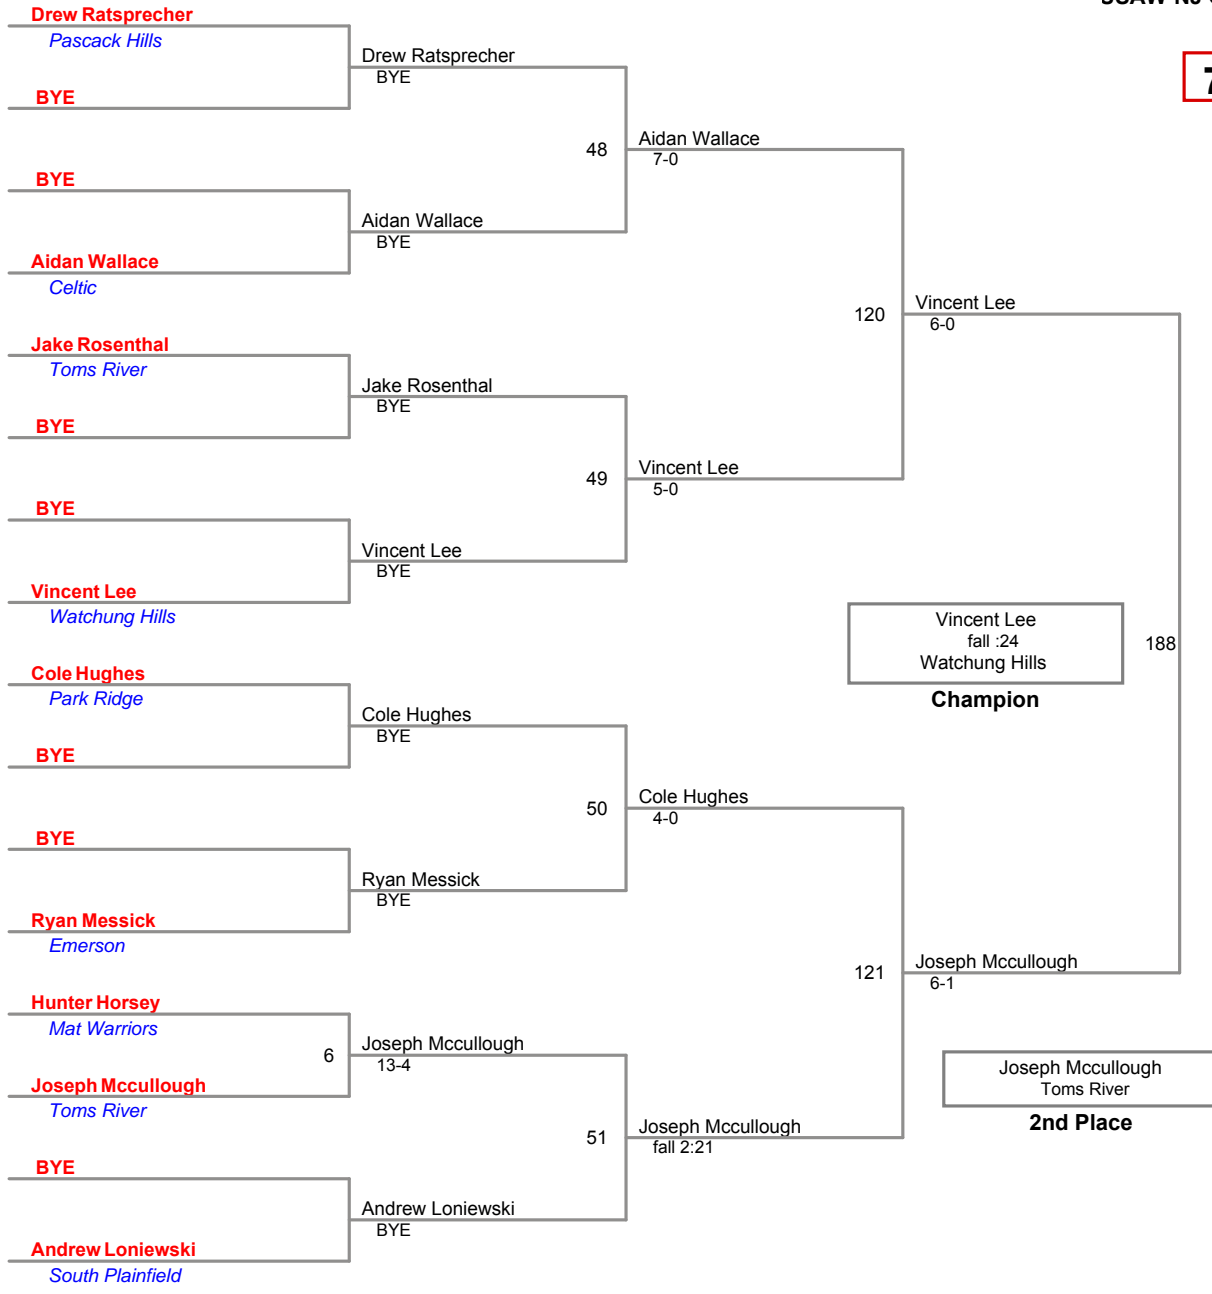 Drew Ratsprecher
Pascack Hills
Drew Ratsprecher
BYE
BYE
48
Aidan Wallace
7-0
BYE
Aidan Wallace
BYE
Aidan Wallace
Celtic
120
Vincent Lee
6-0
Jake Rosenthal
Toms River
Jake Rosenthal
BYE
BYE
49
Vincent Lee
5-0
BYE
Vincent Lee
BYE
Vincent Lee
Watchung Hills
Vincent Lee
fall :24
Watchung Hills
188
Champion
Cole Hughes
Park Ridge
Cole Hughes
BYE
BYE
50
Cole Hughes
4-0
BYE
Ryan Messick
BYE
Ryan Messick
Emerson
121
Joseph Mccullough
6-1
Hunter Horsey
Mat Warriors
6
Joseph Mccullough
13-4
Joseph Mccullough
Toms River
Joseph Mccullough
Toms River
2nd Place
51
Joseph Mccullough
fall 2:21
BYE
Andrew Loniewski
BYE
Andrew Loniewski
South Plainfield